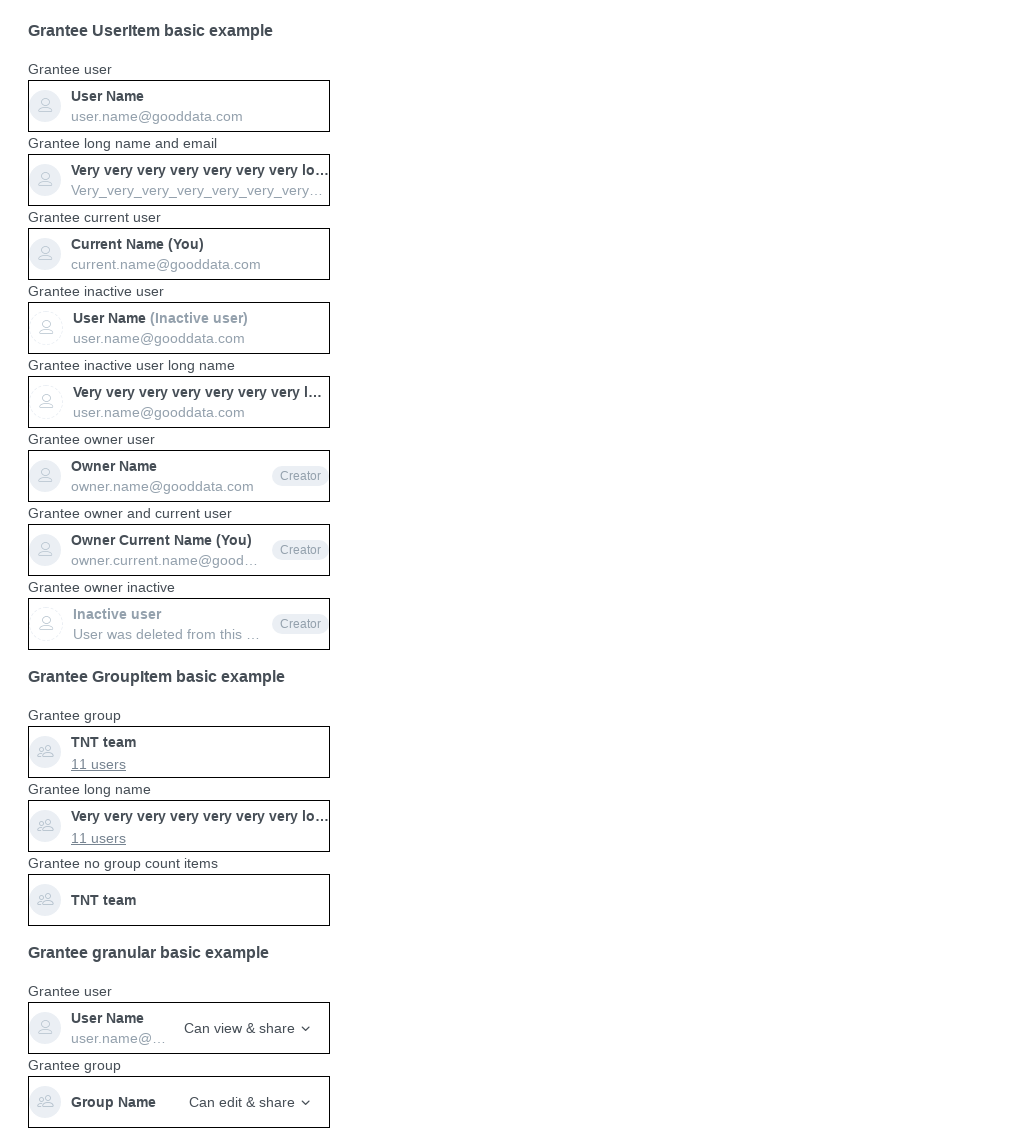 Grantee UserItem basic example
Grantee user
User Name
user.name@gooddata.com
Grantee long name and email
Very very very very very very very lo…
Very_very_very_very_very_very_very…
Grantee current user
Current Name (You)
current.name@gooddata.com
Grantee inactive user
User Name (Inactive user)
user.name@gooddata.com
Grantee inactive user long name
Very very very very very very very l…
user.name@gooddata.com
Grantee owner user
Owner Name
owner.name@gooddata.com
Creator
Grantee owner and current user
Owner Current Name (You)
owner.current.name@good…
Creator
Grantee owner inactive
Inactive user
User was deleted from this …
Creator
Grantee GroupItem basic example
Grantee group
TNT team
11 users
Grantee long name
Very very very very very very very lo…
11 users
Grantee no group count items
TNT team
Grantee granular basic example
Grantee user
User Name
user.name@…
Can view & share
Grantee group
Group Name
Can edit & share